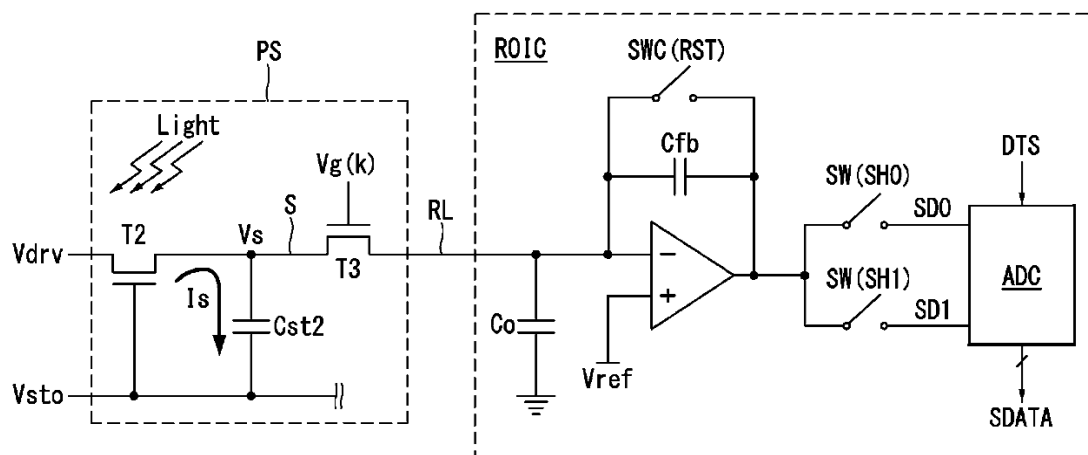 PS
ROIC
SWC(RST)
Light
Vg(k)
Cfb
DTS
SW(SH0)
S
RL
SD0
Vdrv
T2
Vs
T3
ADC
SW(SH1)
Is
Cst2
Co
SD1
Vref
Vsto
SDATA